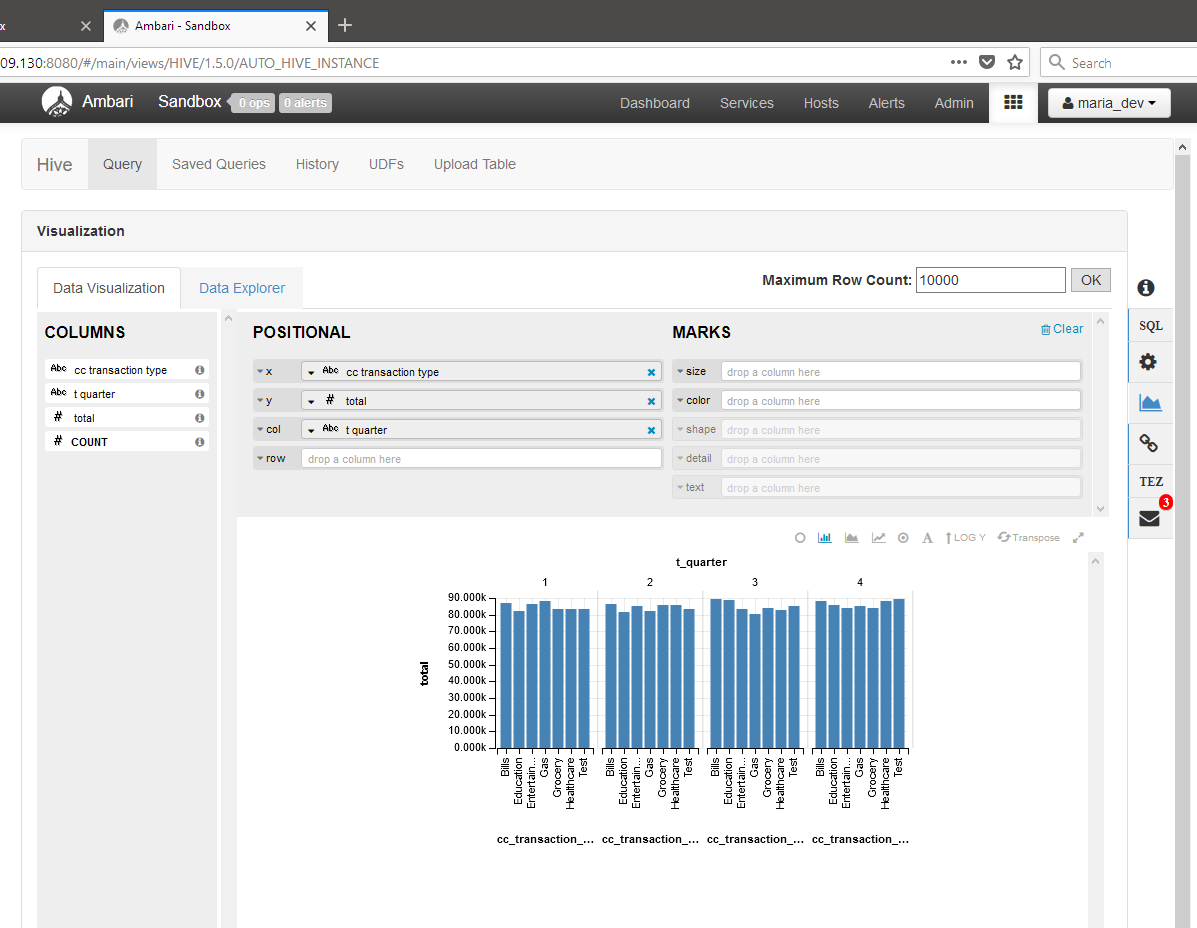 x
Ambari - Sandbox
09.130:8080/#/main/views/HIVE/1.5.0/AUTO_HIVE_INSTANCE
Search
Ambari Sandbox 0 ops 0 alerts Dashboard Services Hosts Alerts Admin maria_dev
Hive Query Saved Queries History UDFs Upload Table
Visualization
Data Visualization Data Explorer Maximum Row Count: 10000 OK
SQL
TEZ
3
COLUMNS
Abc cc transaction type
Abc t quarter
# total
# COUNT
POSITIONAL
x Abc cc transaction type
y # total
col Abc t quarter
row drop a column here
MARKS Clear
size drop a column here
color drop a column here
shape drop a column here
detail drop a column here
text drop a column here
A LOG Y Transpose
t_quarter
1 2 3 4
total
90.000k
80.000k
70.000k
60.000k
50.000k
40.000k
30.000k
20.000k
10.000k
0.000k
Bills Education Entertain... Gas Grocery Healthcare Test
Bills Education Entertain... Gas Grocery Healthcare Test
Bills Education Entertain... Gas Grocery Healthcare Test
Bills Education Entertain... Gas Grocery Healthcare Test
cc_transaction_... cc_transaction_... cc_transaction_... cc_transaction_...